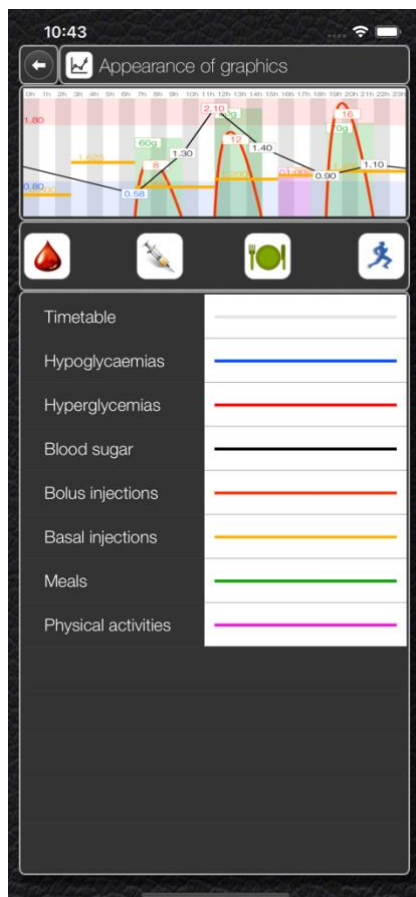 10:43
Appearance of graphics
0h 1h 2h 3h 4h 5h 6h 7h 8h 9h 10h 11h 12h 13h 14h 15h 16h 17h 18h 19h 20h 21h 22h 23h
2.10
16
1.80
70g
60g
12
1.40
1.30
8
1.10
0.90
0.80
0.58
Timetable
Hypoglycaemias
Hyperglycemias
Blood sugar
Bolus injections
Basal injections
Meals
Physical activities